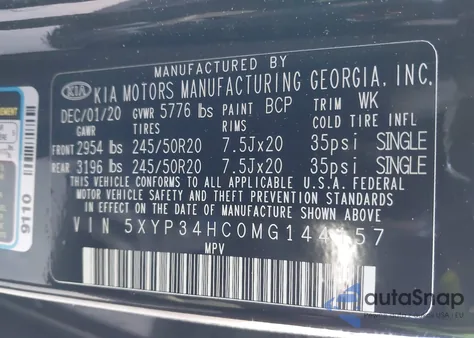 MANUFACTURED BY
KIA KIA MOTORS MANUFACTURING GEORGIA, INC.
DEC/01/20 GVWR 5776 lbs PAINT BCP TRIM WK
GAWR TIRES RIMS COLD TIRE INFL
FRONT 2954 lbs 245/50R20 7.5Jx20 35psi SINGLE
REAR 3196 lbs 245/50R20 7.5Jx20 35psi SINGLE
THIS VEHICLE CONFORMS TO ALL APPLICABLE U.S.A. FEDERAL
MOTOR VEHICLE SAFETY AND THEFT PREVENTION STANDARDS
IN EFFECT ON THE DATE OF MANUFACTURE SHOWN ABOVE.
VIN
MPV
9110
autoSnap